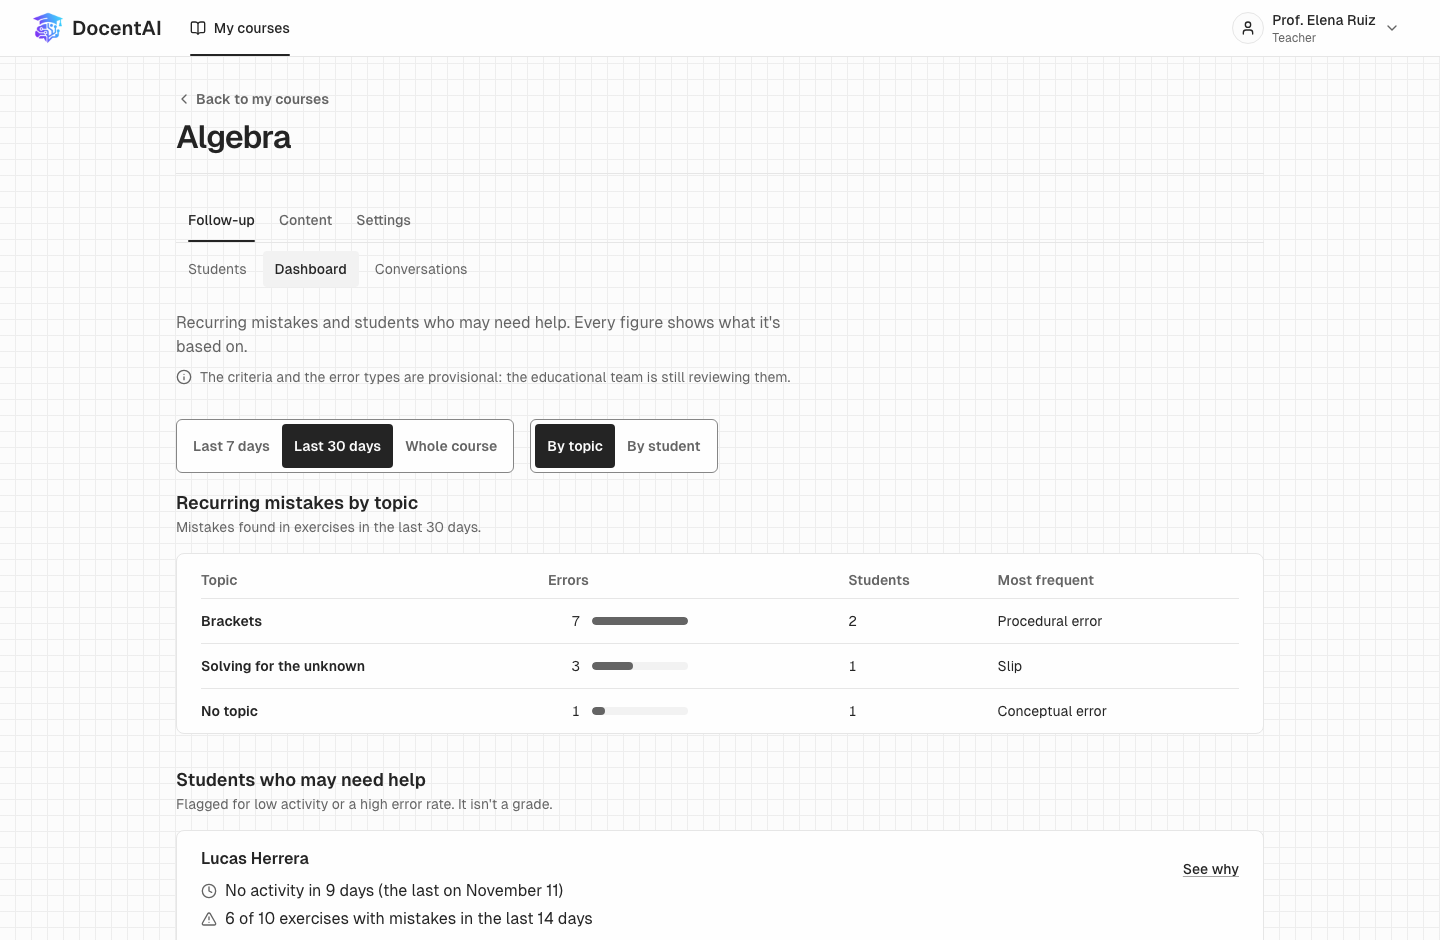 DocentAI
My courses
Prof. Elena Ruiz
Teacher
Back to my courses
Algebra
Follow-up
Content
Settings
Students
Dashboard
Conversations
Recurring mistakes and students who may need help. Every figure shows what it's
based on.
The criteria and the error types are provisional: the educational team is still reviewing them.
Last 7 days
Last 30 days
Whole course
By topic
By student
Recurring mistakes by topic
Mistakes found in exercises in the last 30 days.
Topic Errors Students Most frequent
Brackets 7 2 Procedural error
Solving for the unknown 3 1 Slip
No topic 1 1 Conceptual error
Students who may need help
Flagged for low activity or a high error rate. It isn't a grade.
Lucas Herrera
See why
No activity in 9 days (the last on November 11)
6 of 10 exercises with mistakes in the last 14 days